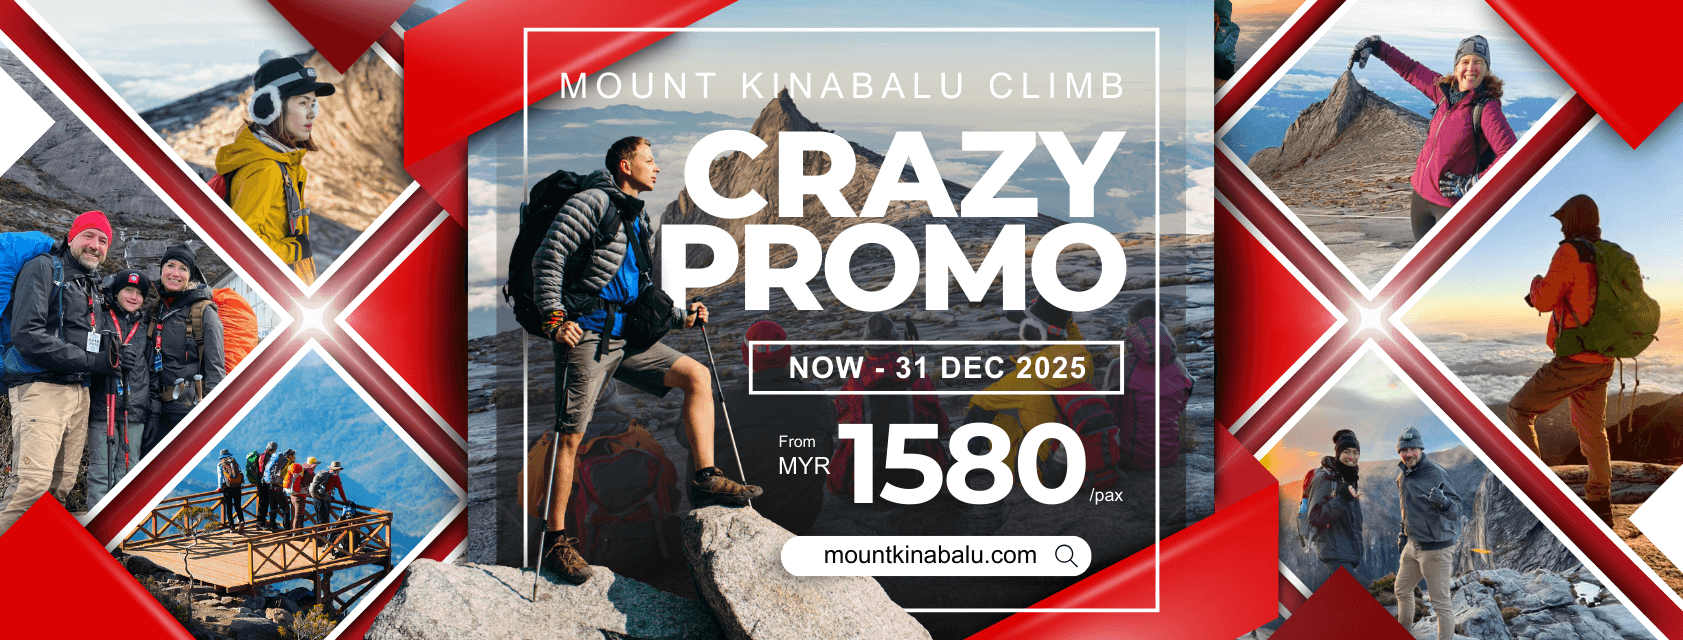 MOUNT KINABALU CLIMB
CRAZY
PROMO
NOW - 31 DEC 2025
From
MYR 1580 /pax
mountkinabalu.com